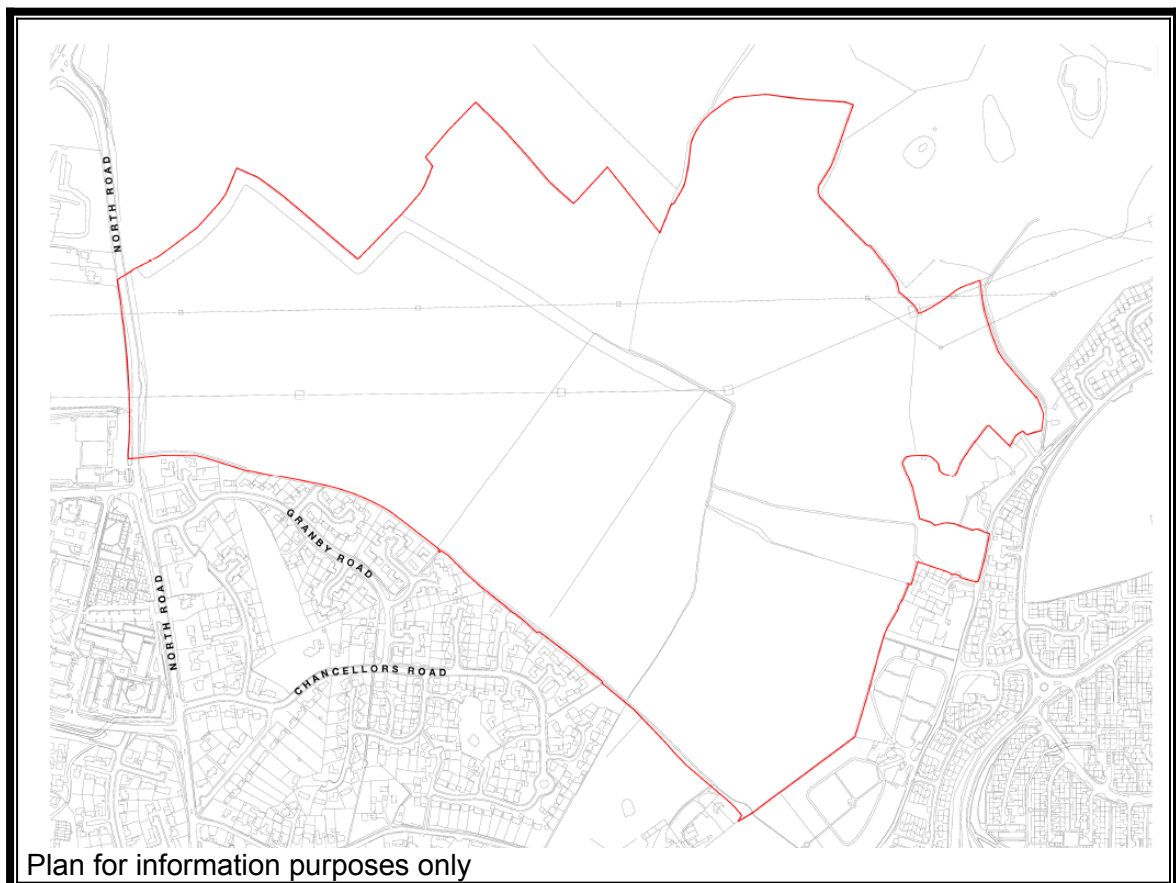 NORTH ROAD
GRANBY ROAD
NORTH ROAD
CHANCELLORS ROAD
Plan for information purposes only